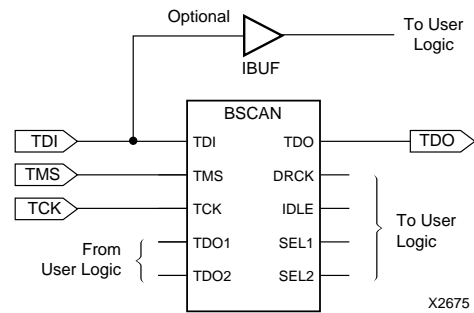 Optional
To User
Logic
IBUF
BSCAN
TDI
TDI
TDO
TDO
TMS
TMS
DRCK
TCK
TCK
IDLE
To User
Logic
From
User Logic
TDO1
SEL1
TDO2
SEL2
X2675